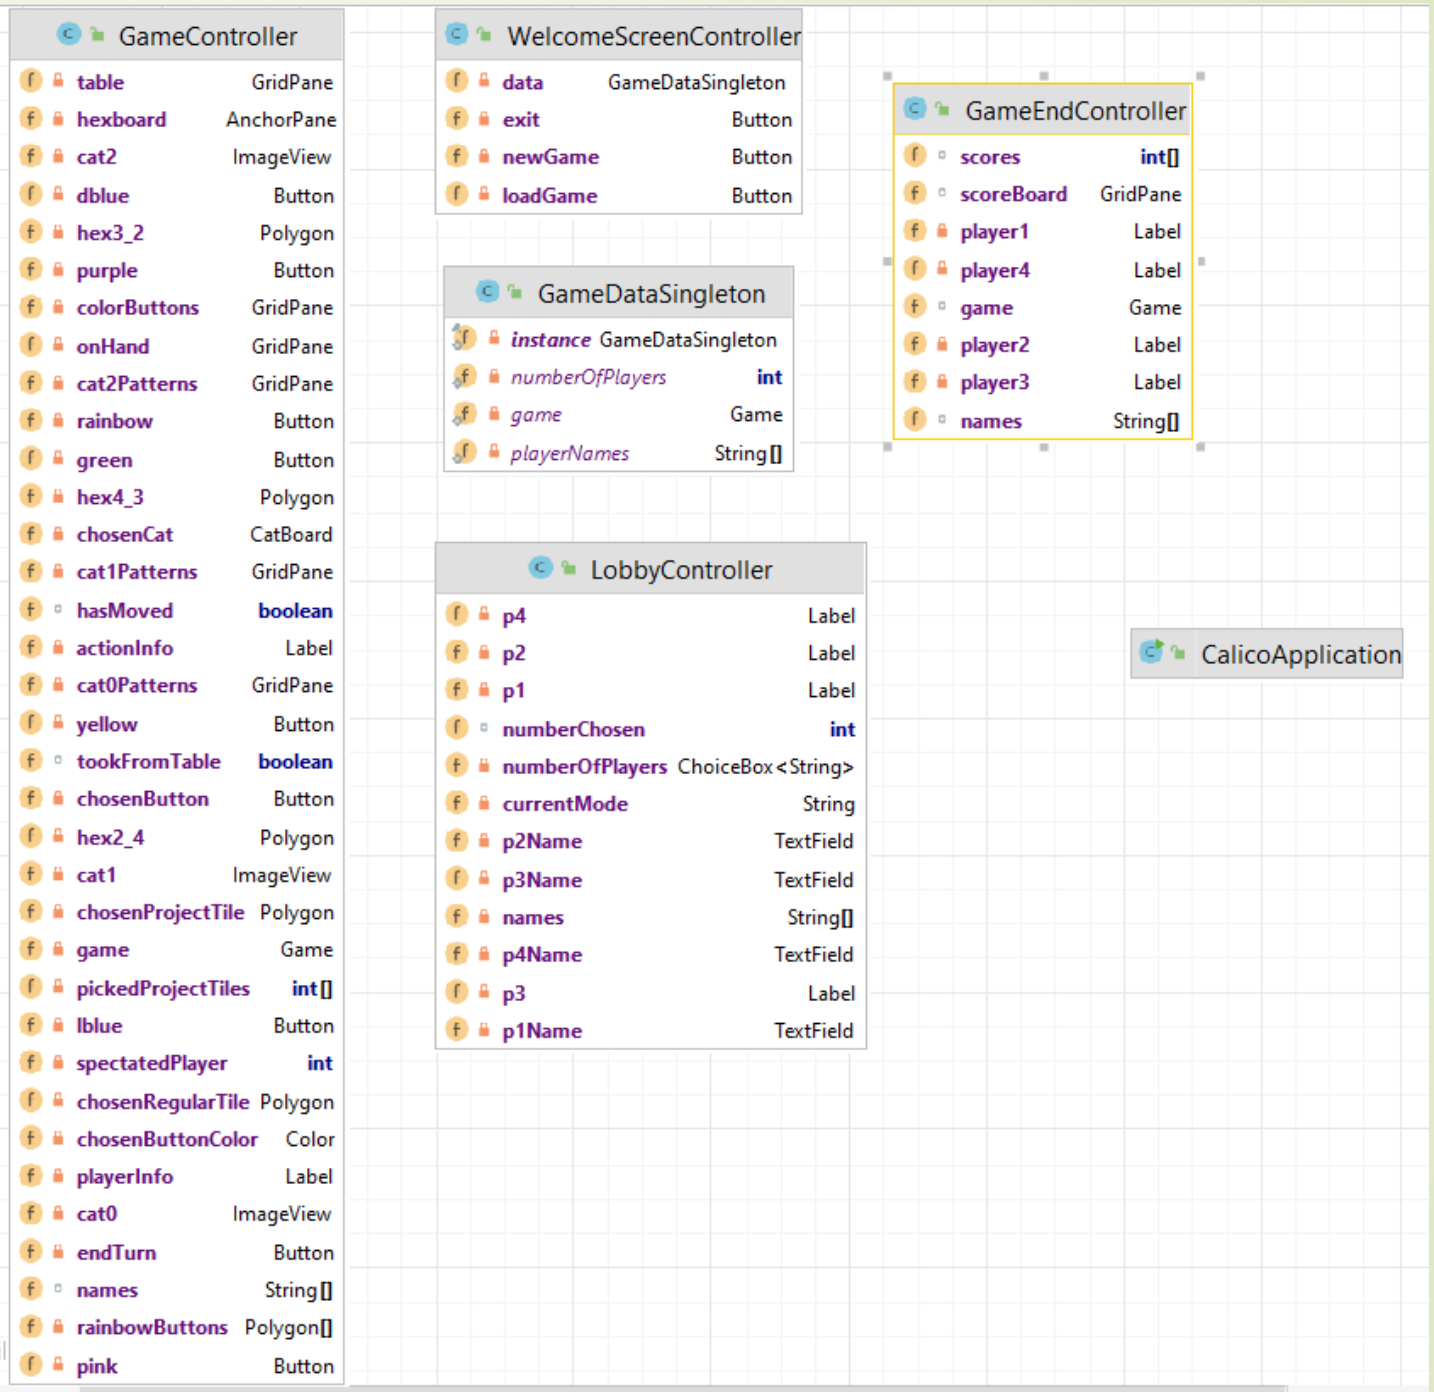 GameController
table GridPane
hexboard AnchorPane
cat2 ImageView
dblue Button
hex3_2 Polygon
purple Button
colorButtons GridPane
onHand GridPane
cat2Patterns GridPane
rainbow Button
green Button
hex4_3 Polygon
chosenCat CatBoard
cat1Patterns GridPane
hasMoved boolean
actionInfo Label
cat0Patterns GridPane
yellow Button
tookFromTable boolean
chosenButton Button
hex2_4 Polygon
cat1 ImageView
chosenProjectTile Polygon
game Game
pickedProjectTiles int[]
lblue Button
spectatedPlayer int
chosenRegularTile Polygon
chosenButtonColor Color
playerInfo Label
cat0 ImageView
endTurn Button
names String[]
rainbowButtons Polygon[]
pink Button
WelcomeScreenController
data GameDataSingleton
exit Button
newGame Button
loadGame Button
GameDataSingleton
instance GameDataSingleton
numberOfPlayers int
game Game
playerNames String[]
LobbyController
p4 Label
p2 Label
p1 Label
numberChosen int
numberOfPlayers ChoiceBox<String>
currentMode String
p2Name TextField
p3Name TextField
names String[]
p4Name TextField
p3 Label
p1Name TextField
GameEndController
scores int[]
scoreBoard GridPane
player1 Label
player4 Label
game Game
player2 Label
player3 Label
names String[]
CalicoApplication